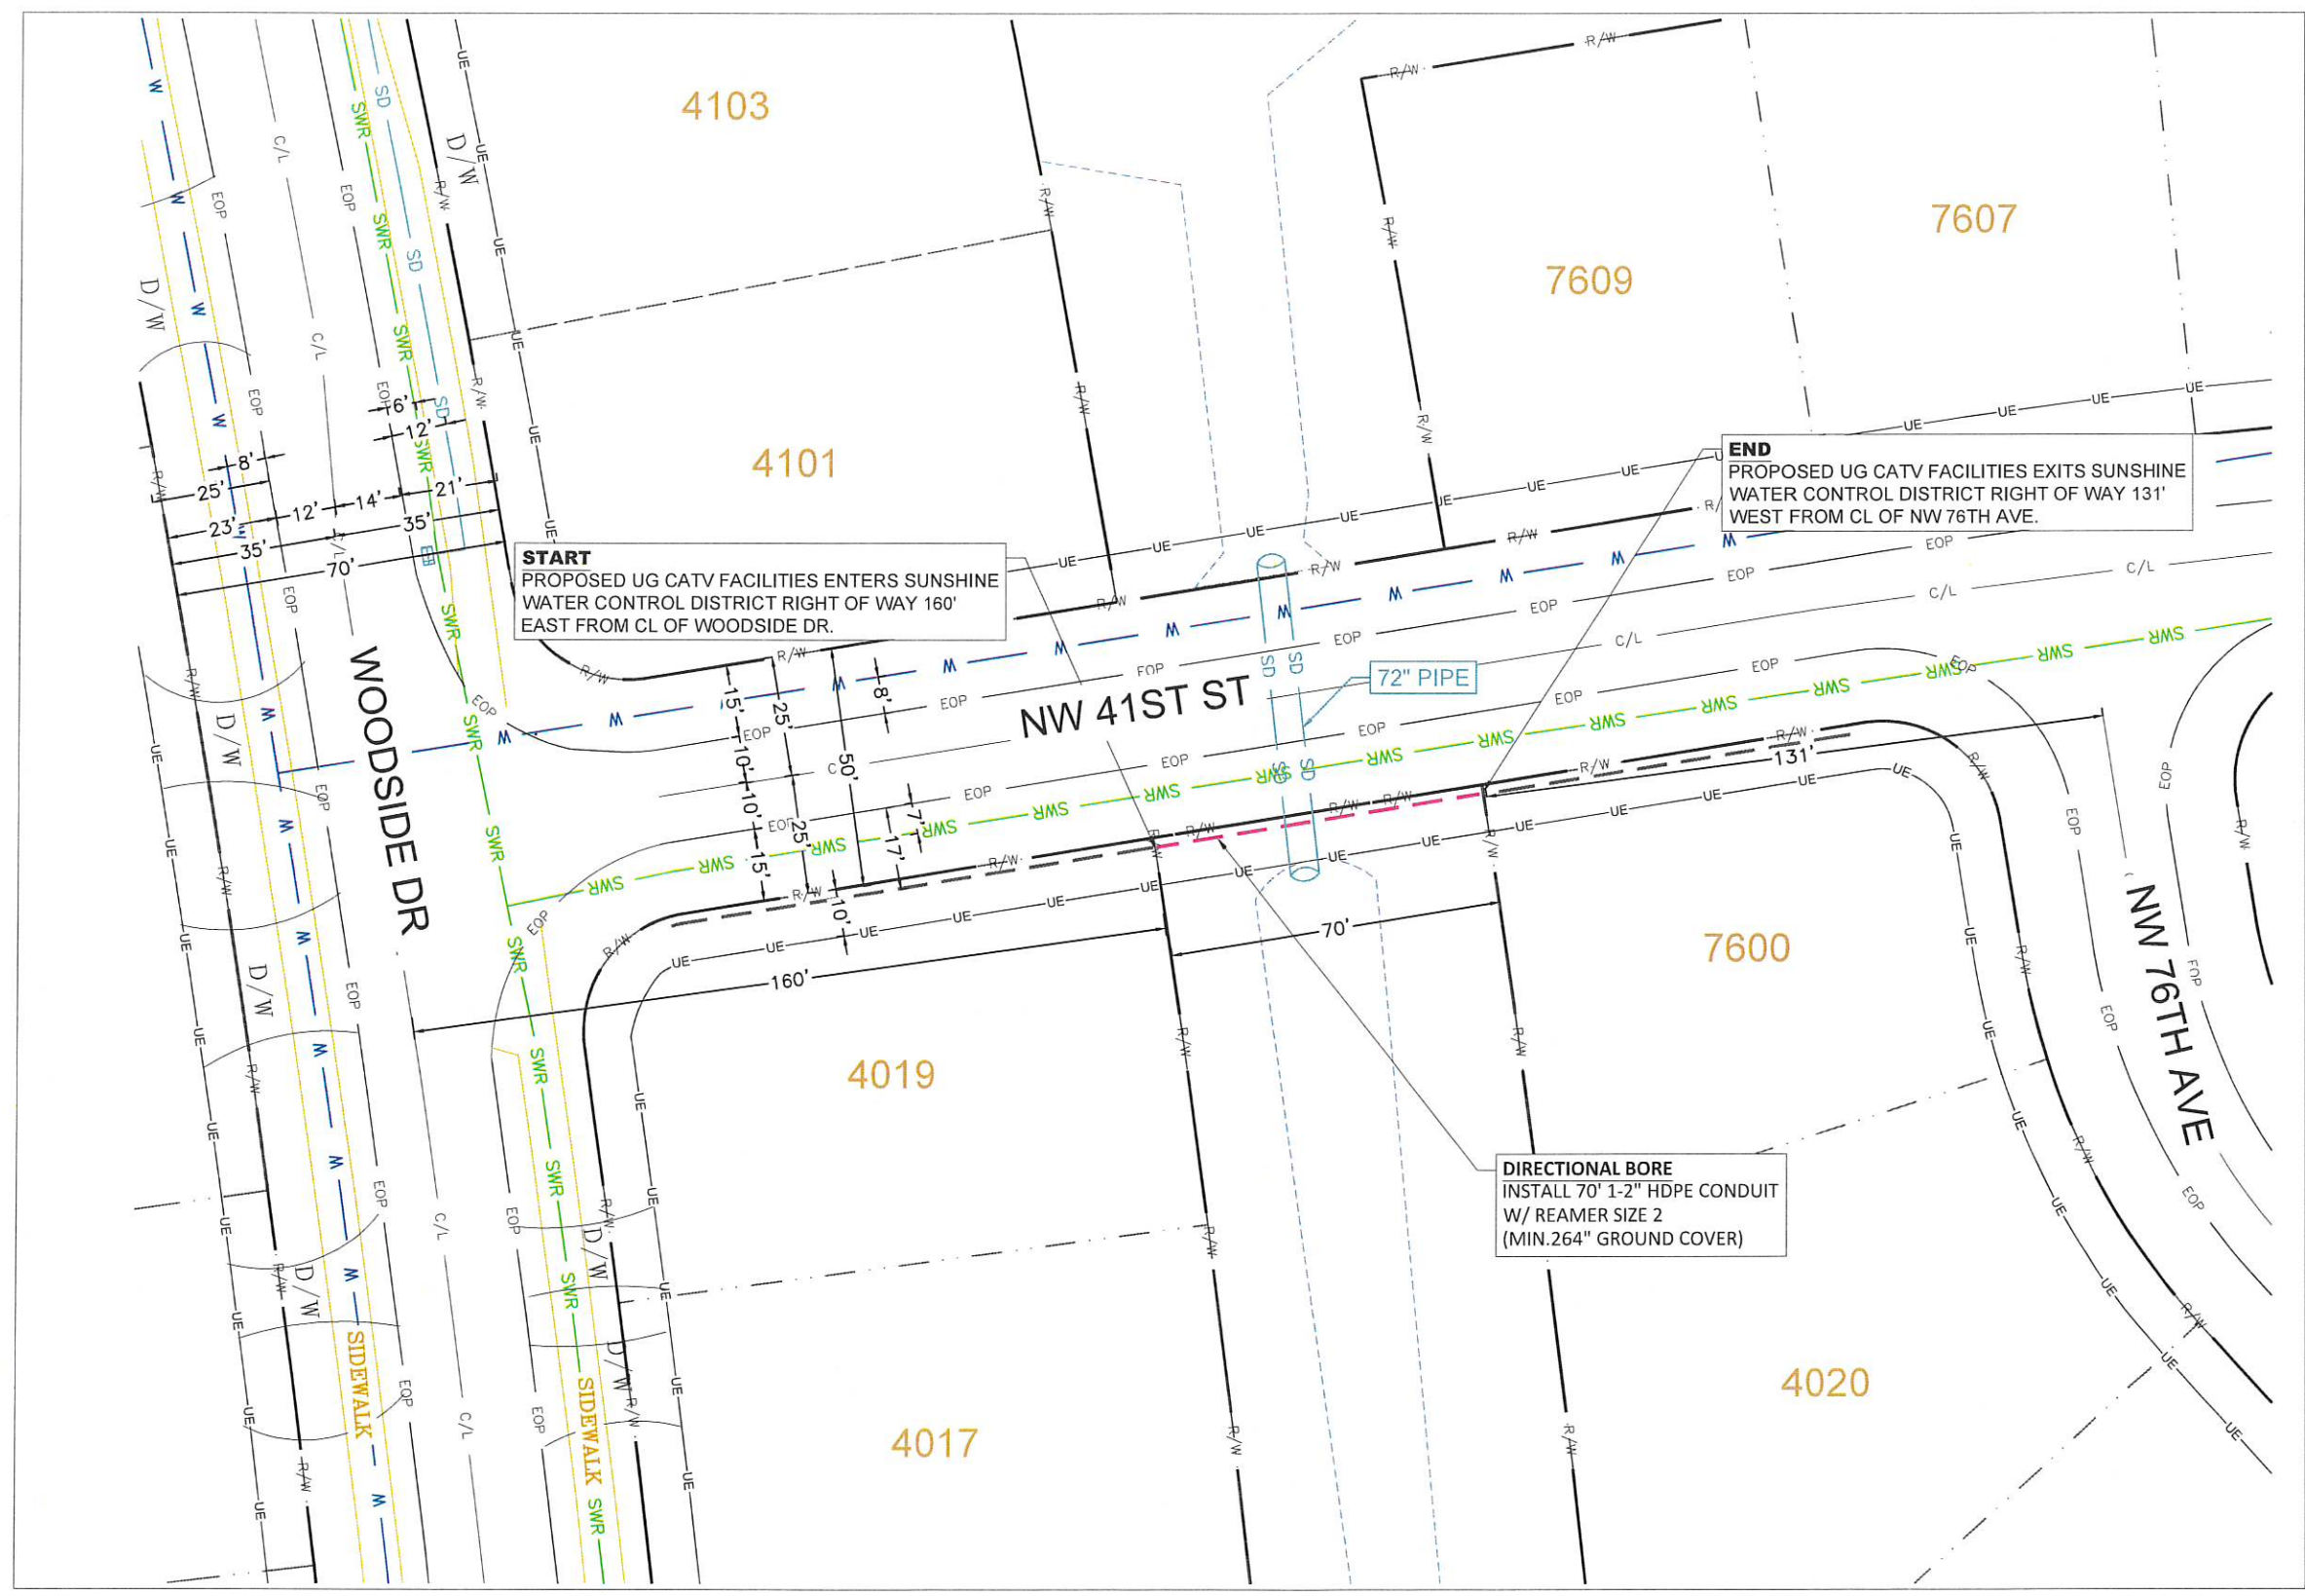 4103
7609
7607
4101
START
PROPOSED UG CATV FACILITIES ENTERS SUNSHINE
WATER CONTROL DISTRICT RIGHT OF WAY 160'
EAST FROM CL OF WOODSIDE DR.
END
PROPOSED UG CATV FACILITIES EXITS SUNSHINE
WATER CONTROL DISTRICT RIGHT OF WAY 131'
WEST FROM CL OF NW 76TH AVE.
6'
12'
8'
25'
12'
14'
21'
23'
35'
35'
70'
WOODSIDE DR
NW 41ST ST
72" PIPE
15'
25'
8'
10'
50'
10'
25'
7'
17'
15'
10'
131'
160'
70'
NW 76TH AVE
7600
4019
DIRECTIONAL BORE
INSTALL 70' 1-2" HDPE CONDUIT
W/ REAMER SIZE 2
(MIN.264" GROUND COVER)
4020
4017
SIDEWALK
SIDEWALK
R/W
UE
EOP
C/L
SWR
SD
W
D/W